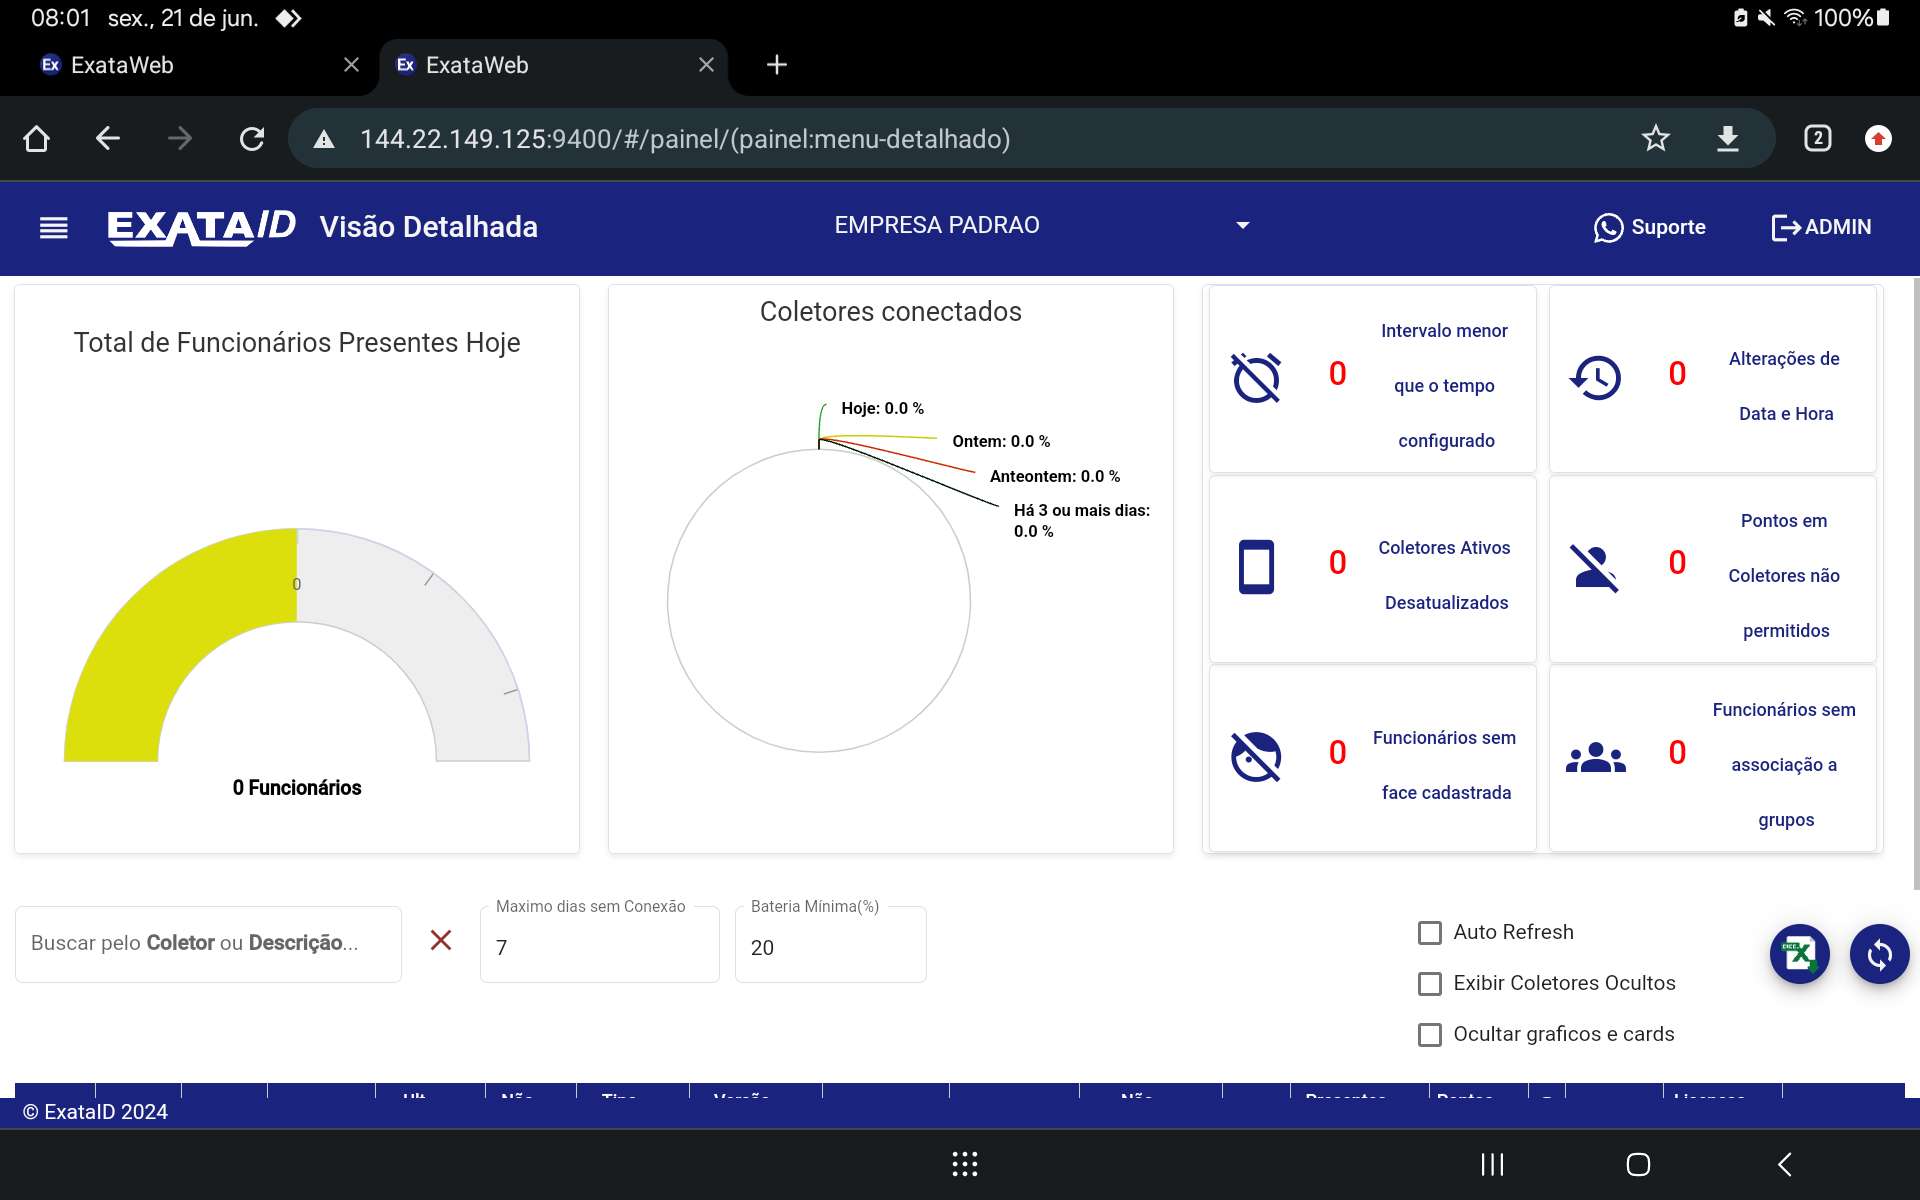 08:01 sex., 21 de jun.
100%
Ex ExataWeb
Ex ExataWeb
144.22.149.125:9400/#/painel/(painel:menu-detalhado)
2
EXATAID Visão Detalhada
EMPRESA PADRAO
Suporte
ADMIN
Total de Funcionários Presentes Hoje
0
0 Funcionários
Coletores conectados
Hoje: 0.0 %
Ontem: 0.0 %
Anteontem: 0.0 %
Há 3 ou mais dias:
0.0 %
0
Intervalo menor
que o tempo
configurado
0
Alterações de
Data e Hora
0
Coletores Ativos
Desatualizados
0
Pontos em
Coletores não
permitidos
0
Funcionários sem
face cadastrada
0
Funcionários sem
associação a
grupos
Buscar pelo Coletor ou Descrição...
Maximo dias sem Conexão
7
Bateria Mínima(%)
20
Auto Refresh
Exibir Coletores Ocultos
Ocultar graficos e cards
© ExataID 2024